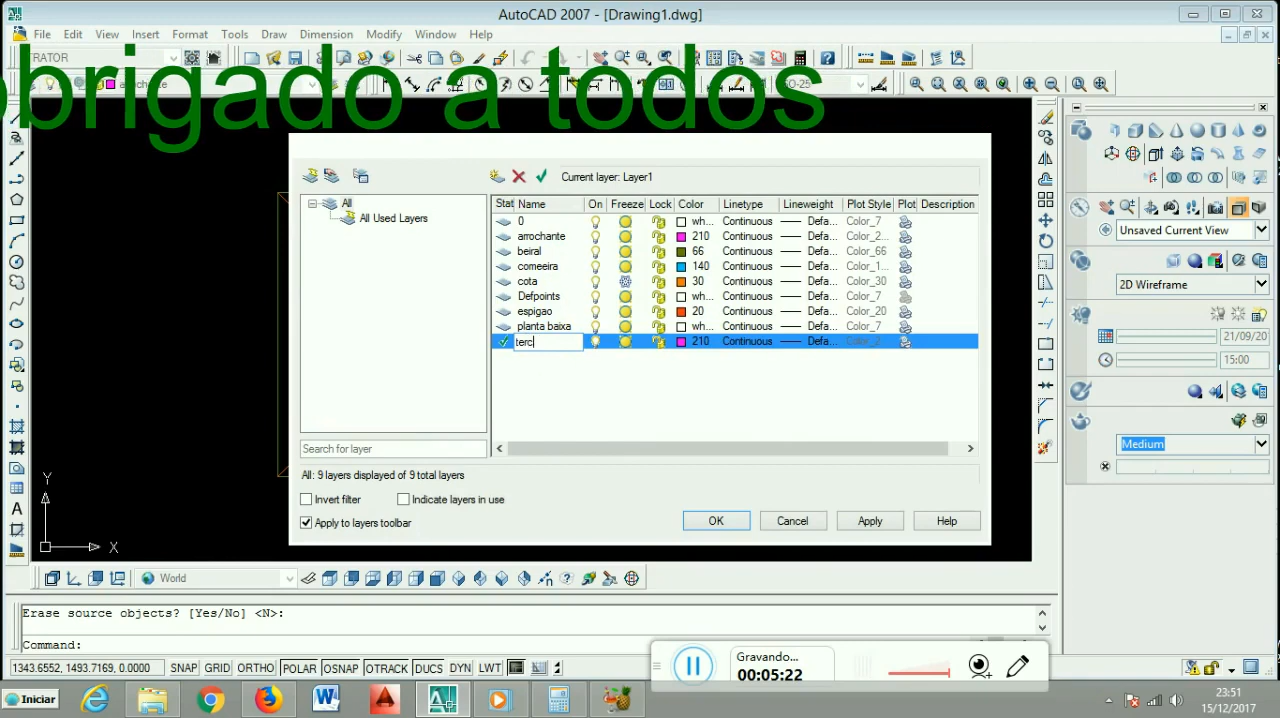 AutoCAD 2007 - [Drawing1.dwg]
File Edit View Insert Format Tools Draw Dimension Modify Window Help
TRATOR
brigado a todos
arrochante
ISO-25
Current layer: Layer1
All
All Used Layers
Stat Name On Freeze Lock Color Linetype Lineweight Plot Style Plot Description
0 wh... Continuous Defa... Color_7
arrochante 210 Continuous Defa... Color_2...
beiral 66 Continuous Defa... Color_66
comeeira 140 Continuous Defa... Color_1...
cota 30 Continuous Defa... Color_30
Defpoints wh... Continuous Defa... Color_7
espigao 20 Continuous Defa... Color_20
planta baixa wh... Continuous Defa... Color_7
terc 210 Continuous Defa... Color_2
Search for layer
All: 9 layers displayed of 9 total layers
Invert filter Indicate layers in use
Apply to layers toolbar
OK Cancel Apply Help
Unsaved Current View
2D Wireframe
21/09/20
15:00
Medium
Y
X
World
Erase source objects? [Yes/No] <N>:
Command:
1343.6552, 1493.7169, 0.0000 SNAP GRID ORTHO POLAR OSNAP OTRACK DUCS DYN LWT
Gravando...
00:05:22
Iniciar
23:51
15/12/2017